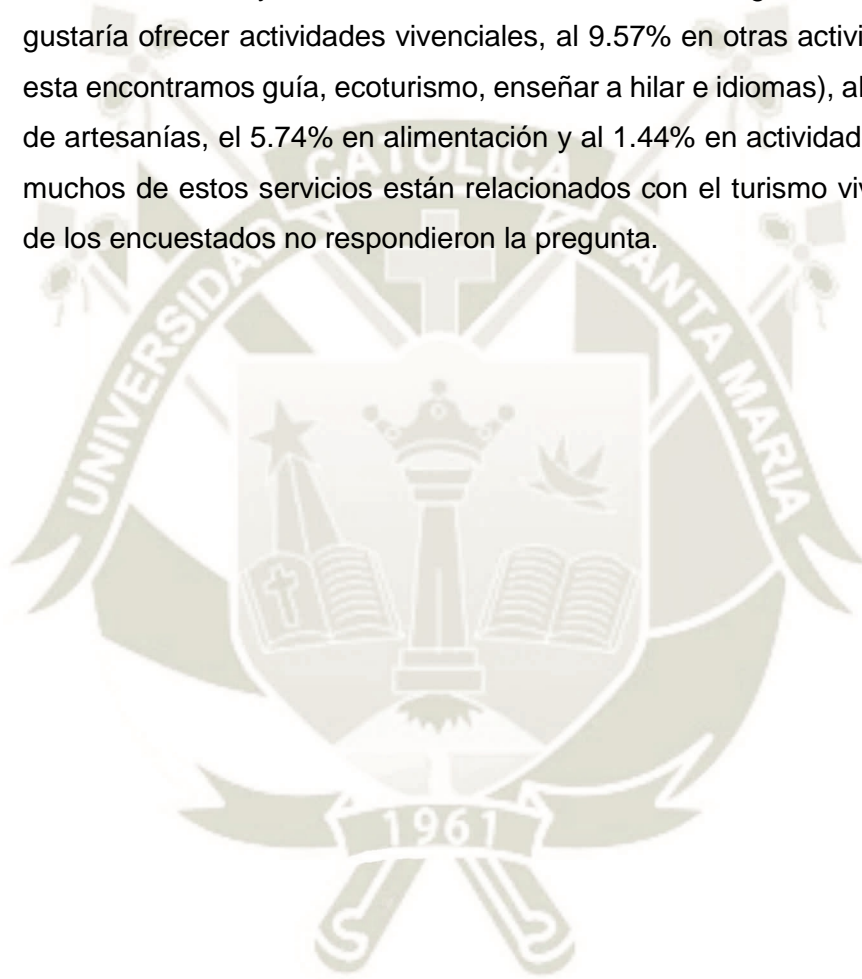 gustaría ofrecer actividades vivenciales, al 9.57% en otras activi
esta encontramos guía, ecoturismo, enseñar a hilar e idiomas), al
de artesanías, el 5.74% en alimentación y al 1.44% en actividad
muchos de estos servicios están relacionados con el turismo viv
de los encuestados no respondieron la pregunta.
UNIVERSIDAD CATOLICA SANTA MARIA
1961